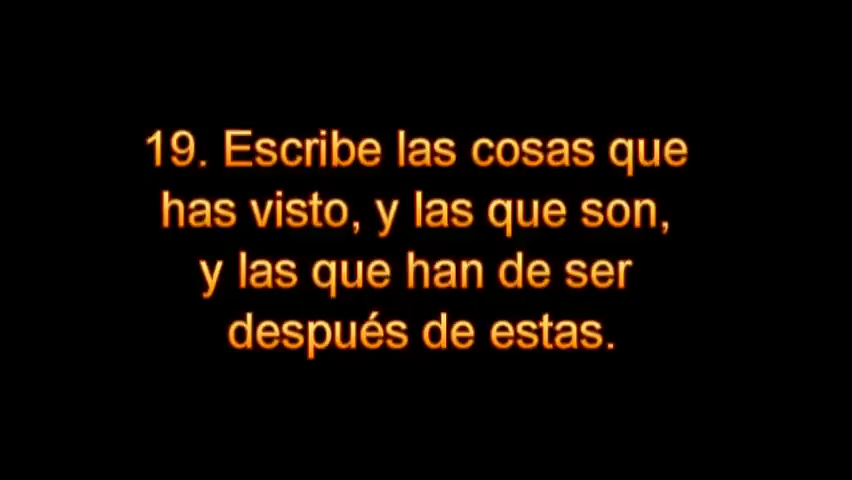 19. Escribe las cosas que
has visto, y las que son,
y las que han de ser
después de estas.